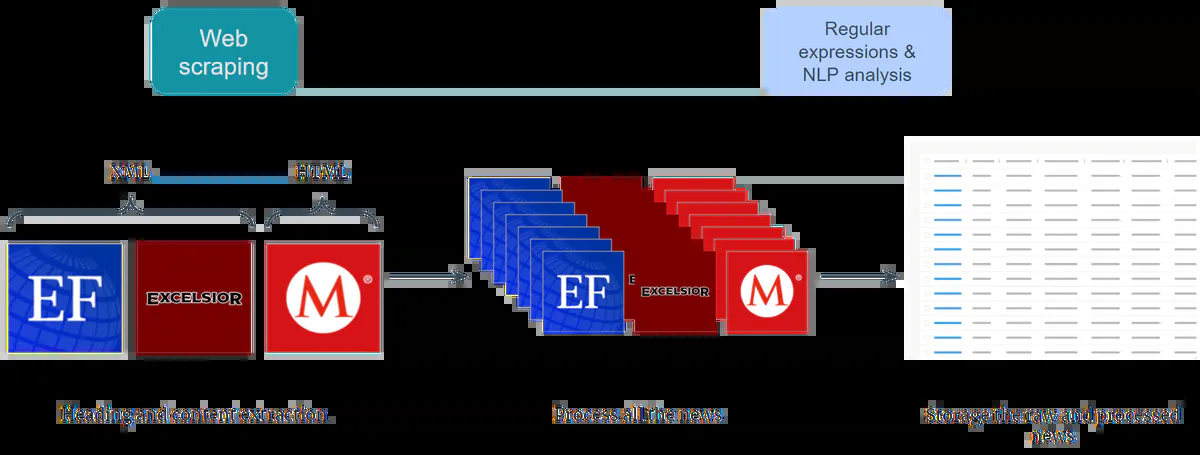 Web
scraping
Regular
expressions &
NLP analysis
XML
HTML
EF
EXCELSIOR
M®
EF
E
EXCELSIOR
M®
Heading and content extraction
Process all the news
Storage the raw and processed
news